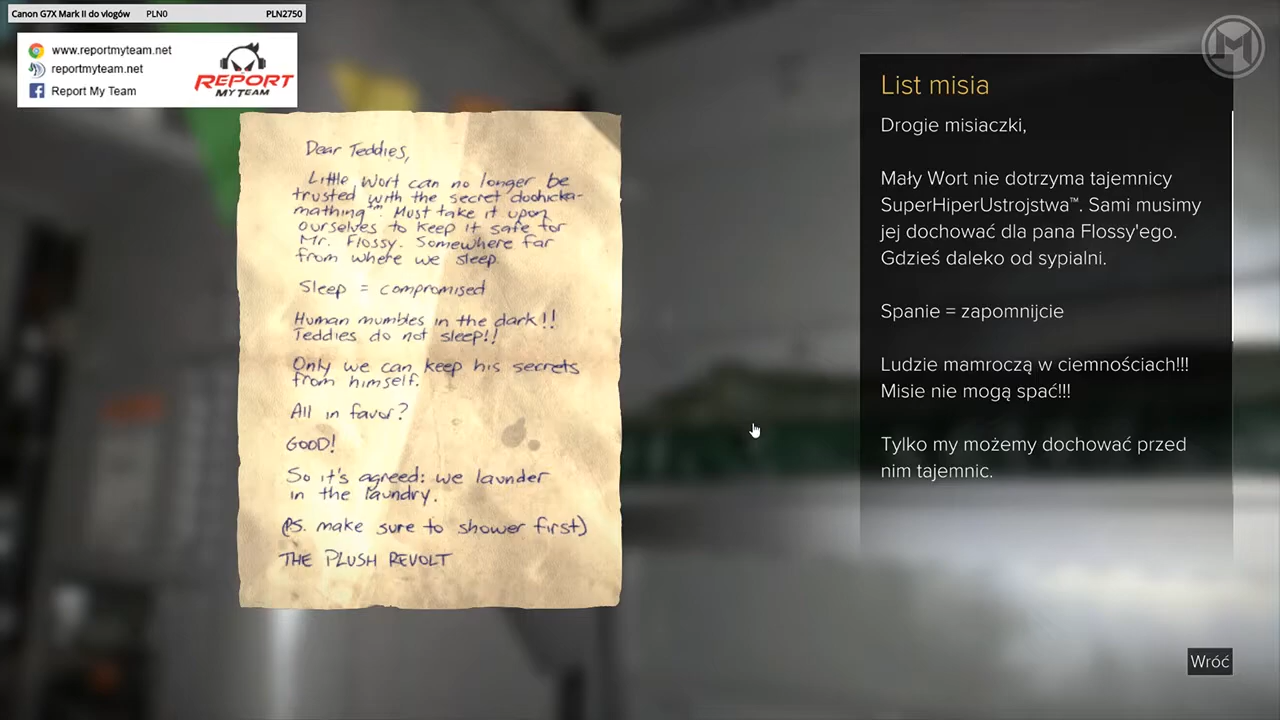 Canon G7X Mark II do vlogów PLN0 PLN2750
www.reportmyteam.net
reportmyteam.net
Report My Team
REPORT
MY TEAM
M
Dear Teddies,
Little Wort can no longer be
trusted with the secret doohicka-
mathing™. Must take it upon
ourselves to keep it safe for
Mr. Flossy. Somewhere far
from where we sleep.
Sleep = compromised
Human mumbles in the dark!!
Teddies do not sleep!!
Only we can keep his secrets
from himself.
All in favor?
GOOD!
So it's agreed: we launder
in the laundry.
(PS. make sure to shower first)
THE PLUSH REVOLT
List misia
Drogie misiaczki,
Mały Wort nie dotrzyma tajemnicy
SuperHiperUstrojstwa™. Sami musimy
jej dochować dla pana Flossy'ego.
Gdzieś daleko od sypialni.
Spanie = zapomnijcie
Ludzie mamroczą w ciemnościach!!!
Misie nie mogą spać!!!
Tylko my możemy dochować przed
nim tajemnic.
Wróć